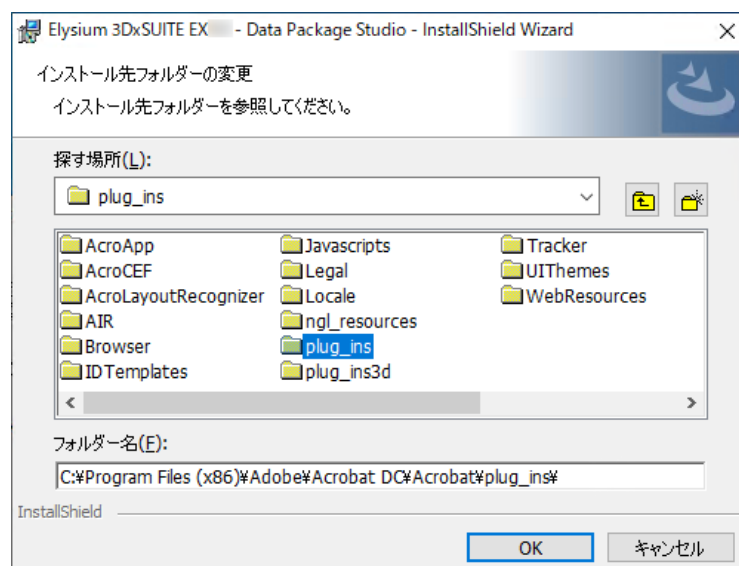 Elysium 3DxSUITE EX - Data Package Studio - InstallShield Wizard
インストール先フォルダーの変更
インストール先フォルダーを参照してください。
探す場所(L):
plug_ins
AcroApp
AcroCEF
AcroLayoutRecognizer
AIR
Browser
IDTemplates
Javascripts
Legal
Locale
ngl_resources
plug_ins
plug_ins3d
Tracker
UIThemes
WebResources
フォルダー名(F):
C:¥Program Files (x86)¥Adobe¥Acrobat DC¥Acrobat¥plug_ins¥
InstallShield
OK
キャンセル